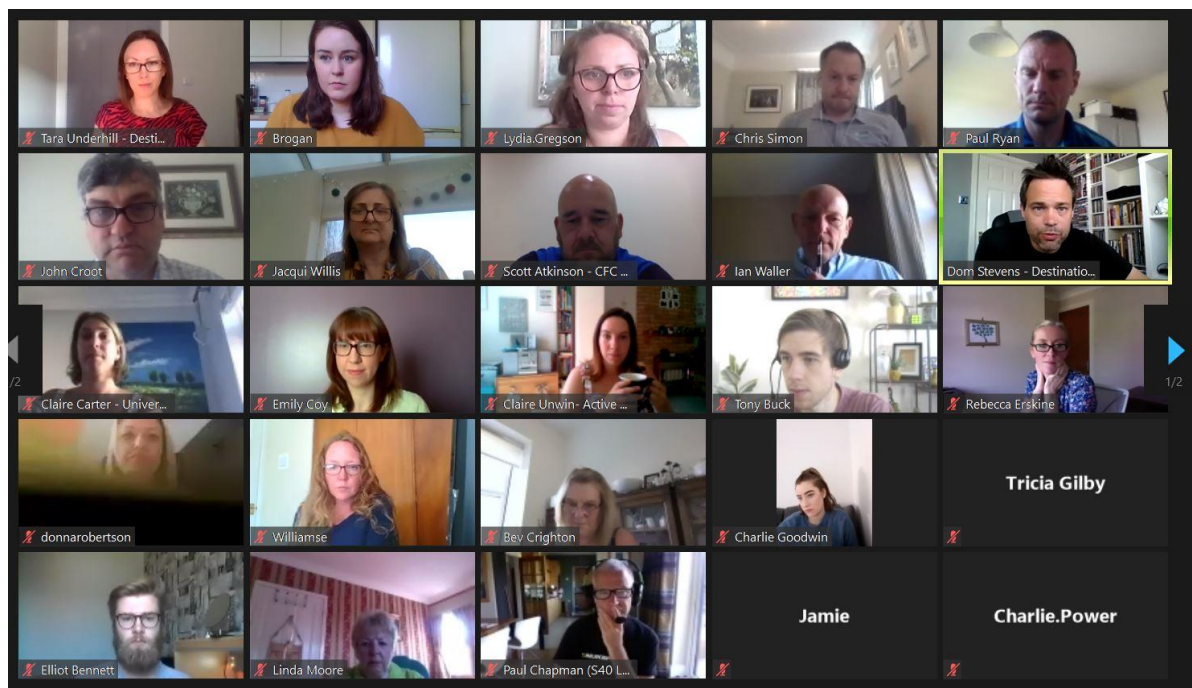 Tara Underhill - Desti...
Brogan
Lydia.Gregson
Chris Simon
Paul Ryan
John Croot
Jacqui Willis
Scott Atkinson - CFC ...
Ian Waller
Dom Stevens - Destinatio...
/2
Claire Carter - Univer...
Emily Coy
Claire Unwin- Active ...
Tony Buck
Rebecca Erskine
1/2
donnarobertson
Williamse
Bev Crighton
Charlie Goodwin
Tricia Gilby
Elliot Bennett
Linda Moore
Paul Chapman (S40 L...
Jamie
Charlie.Power